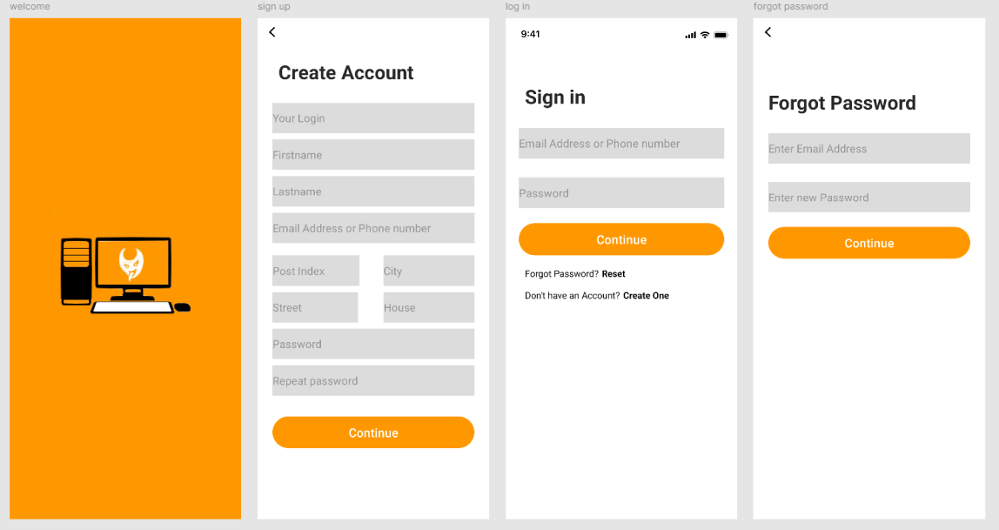 welcome
sign up
Create Account
Your Login
Firstname
Lastname
Email Address or Phone number
Post Index
City
Street
House
Password
Repeat password
Continue
log in
9:41
Sign in
Email Address or Phone number
Password
Continue
Forgot Password? Reset
Don't have an Account? Create One
forgot password
Forgot Password
Enter Email Address
Enter new Password
Continue